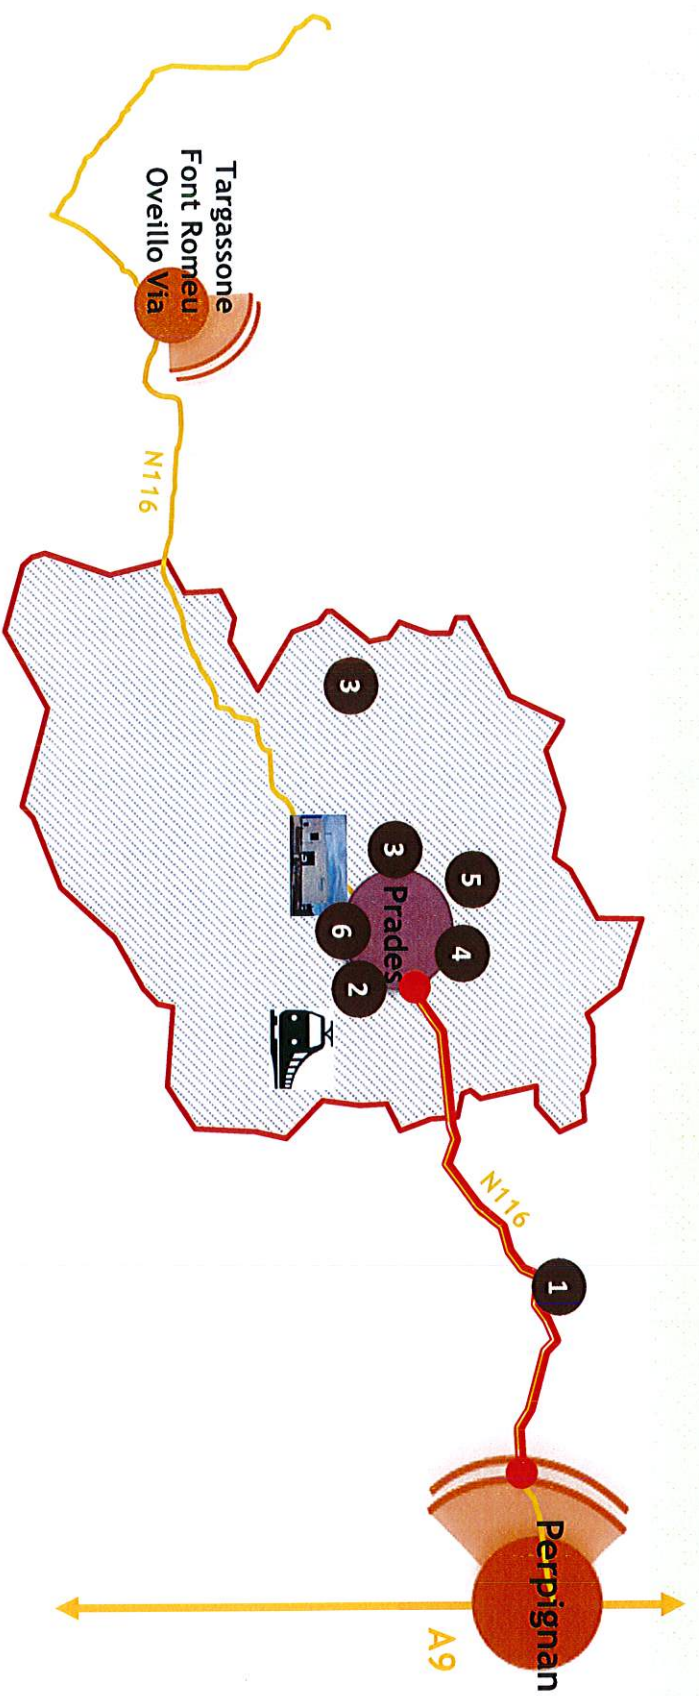 Targassone
Font Romeu
Oveillo Via
N116
3
3
5
Prades
6
4
2
N116
1
Perpignan
A9